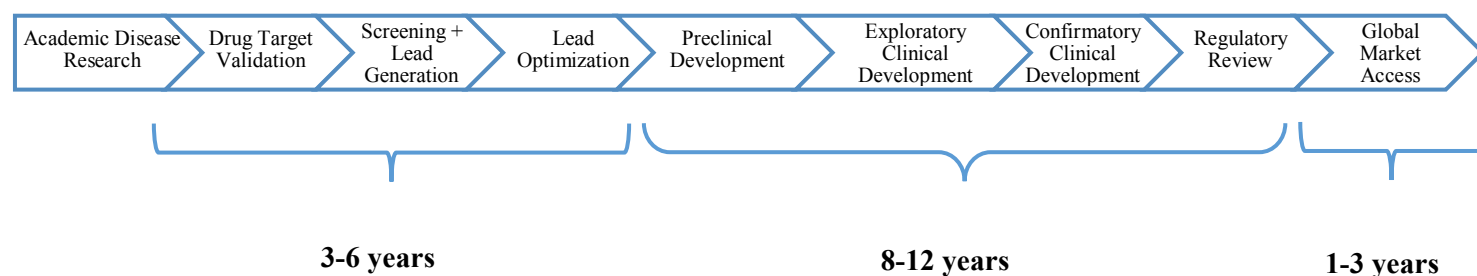 Academic Disease
Research
Drug Target
Validation
Screening +
Lead
Generation
Lead
Optimization
Preclinical
Development
Exploratory
Clinical
Development
Confirmatory
Clinical
Development
Regulatory
Review
Global
Market
Access
3-6 years
8-12 years
1-3 years